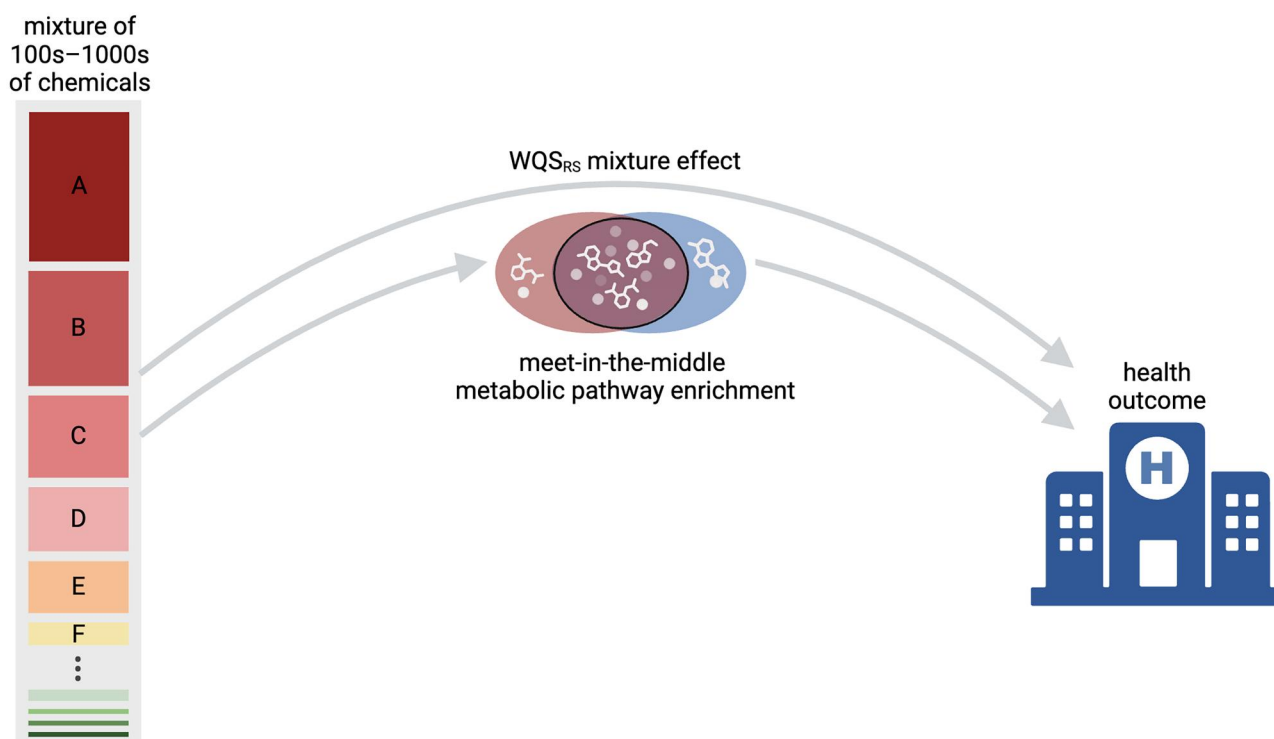 mixture of
100s–1000s
of chemicals
A
B
C
D
E
F
WQSRS mixture effect
meet-in-the-middle
metabolic pathway enrichment
health
outcome
H